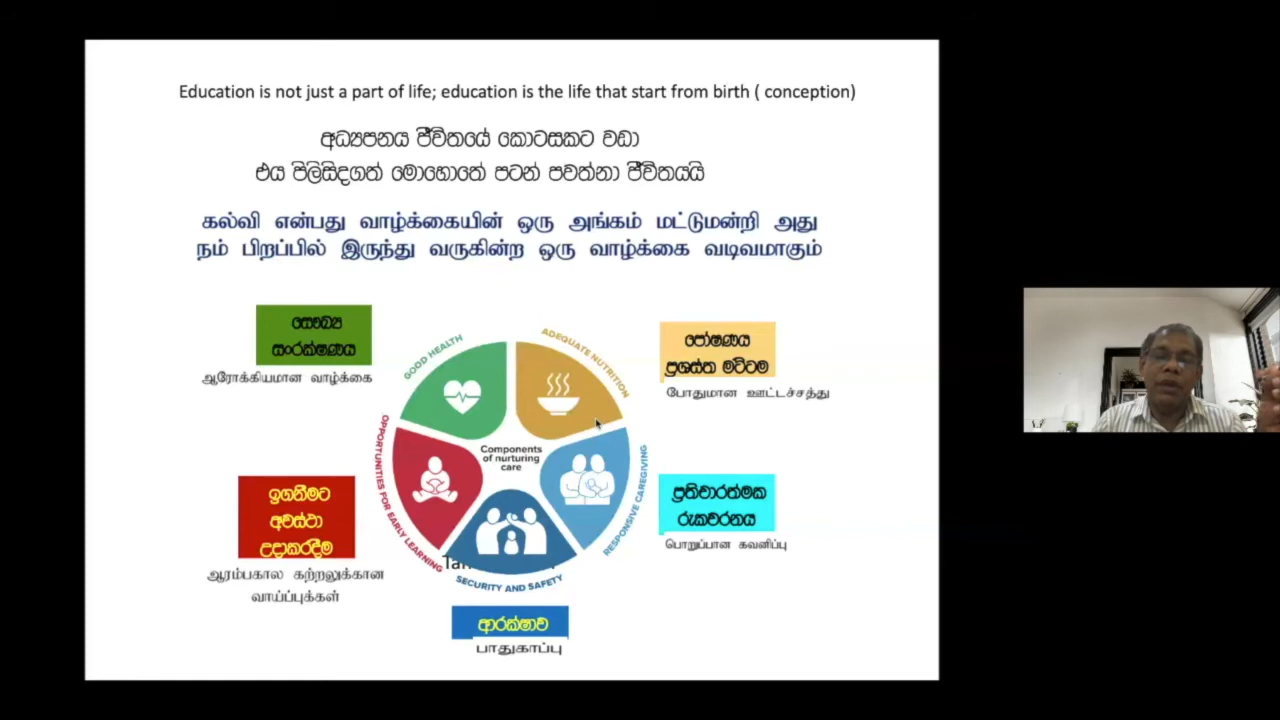 Education is not just a part of life; education is the life that start from birth ( conception)
අධ්‍යපනය ජීවිතයේ කොටසකට වඩා
එය පිලිසිදගත් මොහොතේ පටන් පවත්නා ජීවිතයයි
கல்வி என்பது வாழ்க்கையின் ஒரு அங்கம் மட்டுமன்றி அது
நம் பிறப்பில் இருந்து வருகின்ற ஒரு வாழ்க்கை வடிவமாகும்
සෞඛ්‍ය
සංරක්ෂණය
ஆரோக்கியமான வாழ்க்கை
GOOD HEALTH
ADEQUATE NUTRITION
පෝෂණය
ප්‍රශස්ත මට්ටම
போதுமான ஊட்டச்சத்து
Components
of nurturing
care
OPPORTUNITIES FOR EARLY LEARNING
RESPONSIVE CAREGIVING
ඉගනීමට
අවස්ථා
උදාකරදීම
ஆரம்பகால கற்றலுக்கான
வாய்ப்புக்கள்
ප්‍රතිචාරත්මක
රුකවරනය
பொறுப்பான கவனிப்பு
SECURITY AND SAFETY
ආරක්ෂාව
பாதுகாப்பு